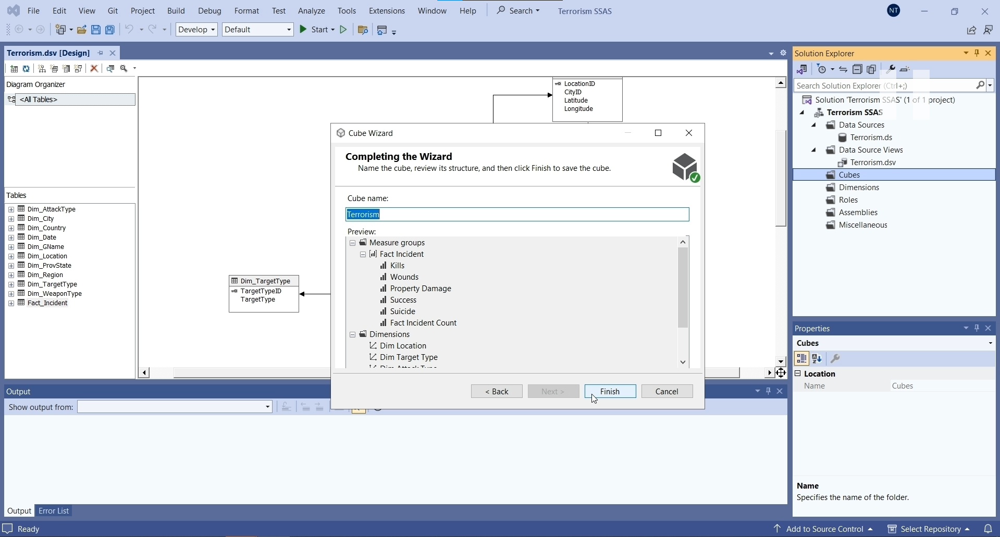 File Edit View Git Project Build Debug Format Test Analyze Tools Extensions Window Help Search Terrorism SSAS NT
Develop Default Start
Terrorism.dsv [Design]
Diagram Organizer
<All Tables>
Tables
Dim_AttackType
Dim_City
Dim_Country
Dim_Date
Dim_GName
Dim_Location
Dim_ProvState
Dim_Region
Dim_TargetType
Dim_WeaponType
Fact_Incident
LocationID
CityID
Latitude
Longitude
Dim_TargetType
TargetTypeID
TargetType
Cube Wizard
Completing the Wizard
Name the cube, review its structure, and then click Finish to save the cube.
Cube name:
Terrorism
Preview:
Measure groups
Fact Incident
Kills
Wounds
Property Damage
Success
Suicide
Fact Incident Count
Dimensions
Dim Location
Dim Target Type
< Back Next > Finish Cancel
Solution Explorer
Search Solution Explorer (Ctrl+;)
Solution 'Terrorism SSAS' (1 of 1 project)
Terrorism SSAS
Data Sources
Terrorism.ds
Data Source Views
Terrorism.dsv
Cubes
Dimensions
Roles
Assemblies
Miscellaneous
Properties
Cubes
Location
Name Cubes
Name
Specifies the name of the folder.
Output
Show output from:
Output Error List
Ready
Add to Source Control Select Repository